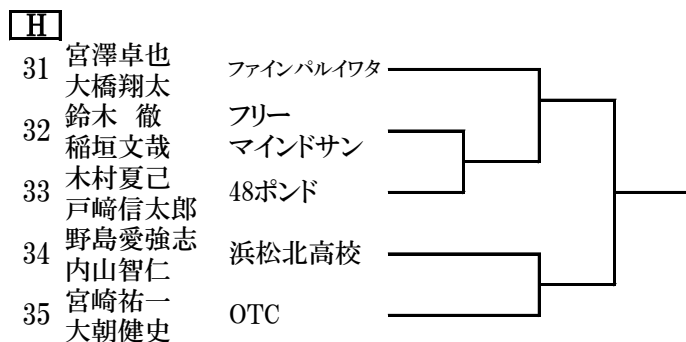 H
31 宮澤卓也 ファインパルイワタ
大橋翔太
32 鈴木 徹 フリー
稲垣文哉 マインドサン
33 木村夏己 48ポンド
戸﨑信太郎
34 野島愛強志 浜松北高校
内山智仁
35 宮崎祐一 OTC
大朝健史